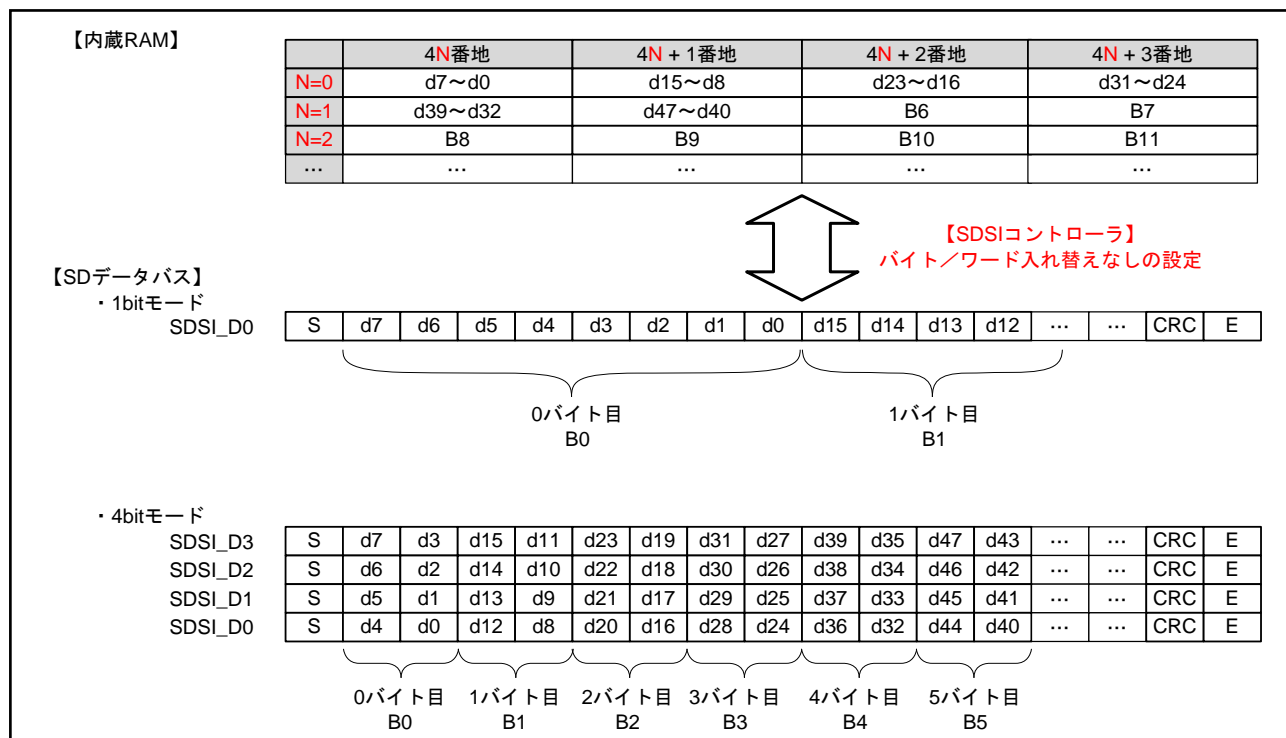 【内蔵RAM】
4N番地 4N + 1番地 4N + 2番地 4N + 3番地
N=0 d7～d0 d15～d8 d23～d16 d31～d24
N=1 d39～d32 d47～d40 B6 B7
N=2 B8 B9 B10 B11
… … … … …
【SDSIコントローラ】
バイト／ワード入れ替えなしの設定
【SDデータバス】
・1bitモード
SDSI_D0 S d7 d6 d5 d4 d3 d2 d1 d0 d15 d14 d13 d12 … … CRC E
0バイト目 1バイト目
B0 B1
・4bitモード
SDSI_D3 S d7 d3 d15 d11 d23 d19 d31 d27 d39 d35 d47 d43 … … CRC E
SDSI_D2 S d6 d2 d14 d10 d22 d18 d30 d26 d38 d34 d46 d42 … … CRC E
SDSI_D1 S d5 d1 d13 d9 d21 d17 d29 d25 d37 d33 d45 d41 … … CRC E
SDSI_D0 S d4 d0 d12 d8 d20 d16 d28 d24 d36 d32 d44 d40 … … CRC E
0バイト目 1バイト目 2バイト目 3バイト目 4バイト目 5バイト目
B0 B1 B2 B3 B4 B5